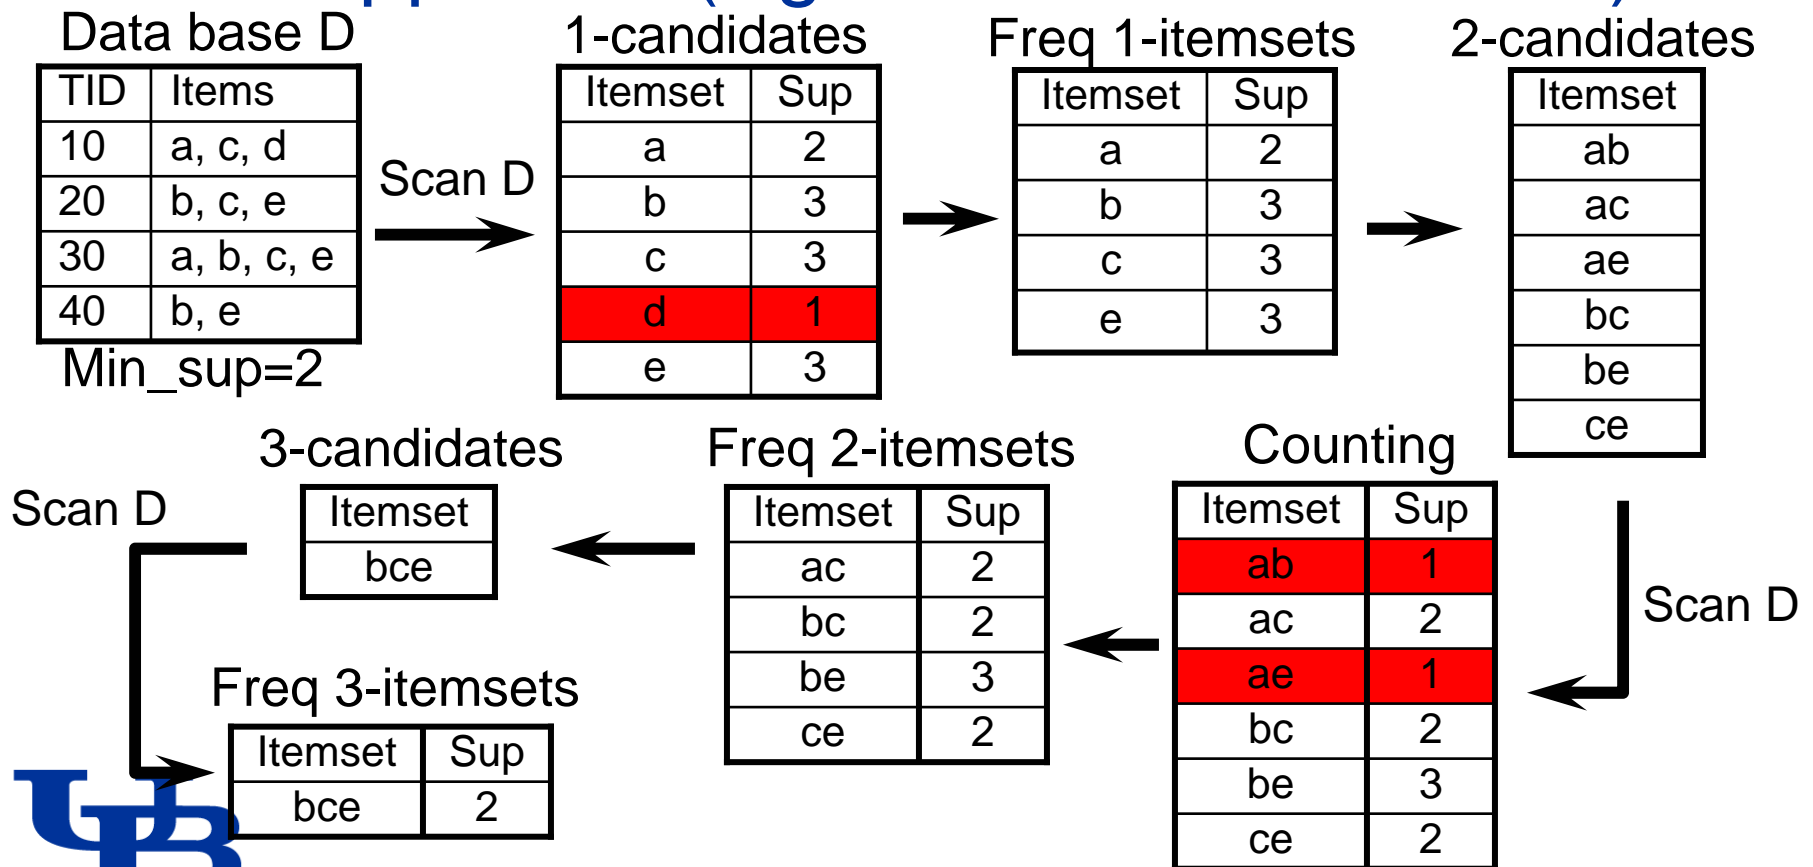 Data base D
TID Items
10 a, c, d
20 b, c, e
30 a, b, c, e
40 b, e
Min_sup=2
Scan D
1-candidates
Itemset Sup
a 2
b 3
c 3
d 1
e 3
Freq 1-itemsets
Itemset Sup
a 2
b 3
c 3
e 3
2-candidates
Itemset
ab
ac
ae
bc
be
ce
Scan D
Counting
Itemset Sup
ab 1
ac 2
ae 1
bc 2
be 3
ce 2
Freq 2-itemsets
Itemset Sup
ac 2
bc 2
be 3
ce 2
3-candidates
Itemset
bce
Scan D
Freq 3-itemsets
Itemset Sup
bce 2
UB